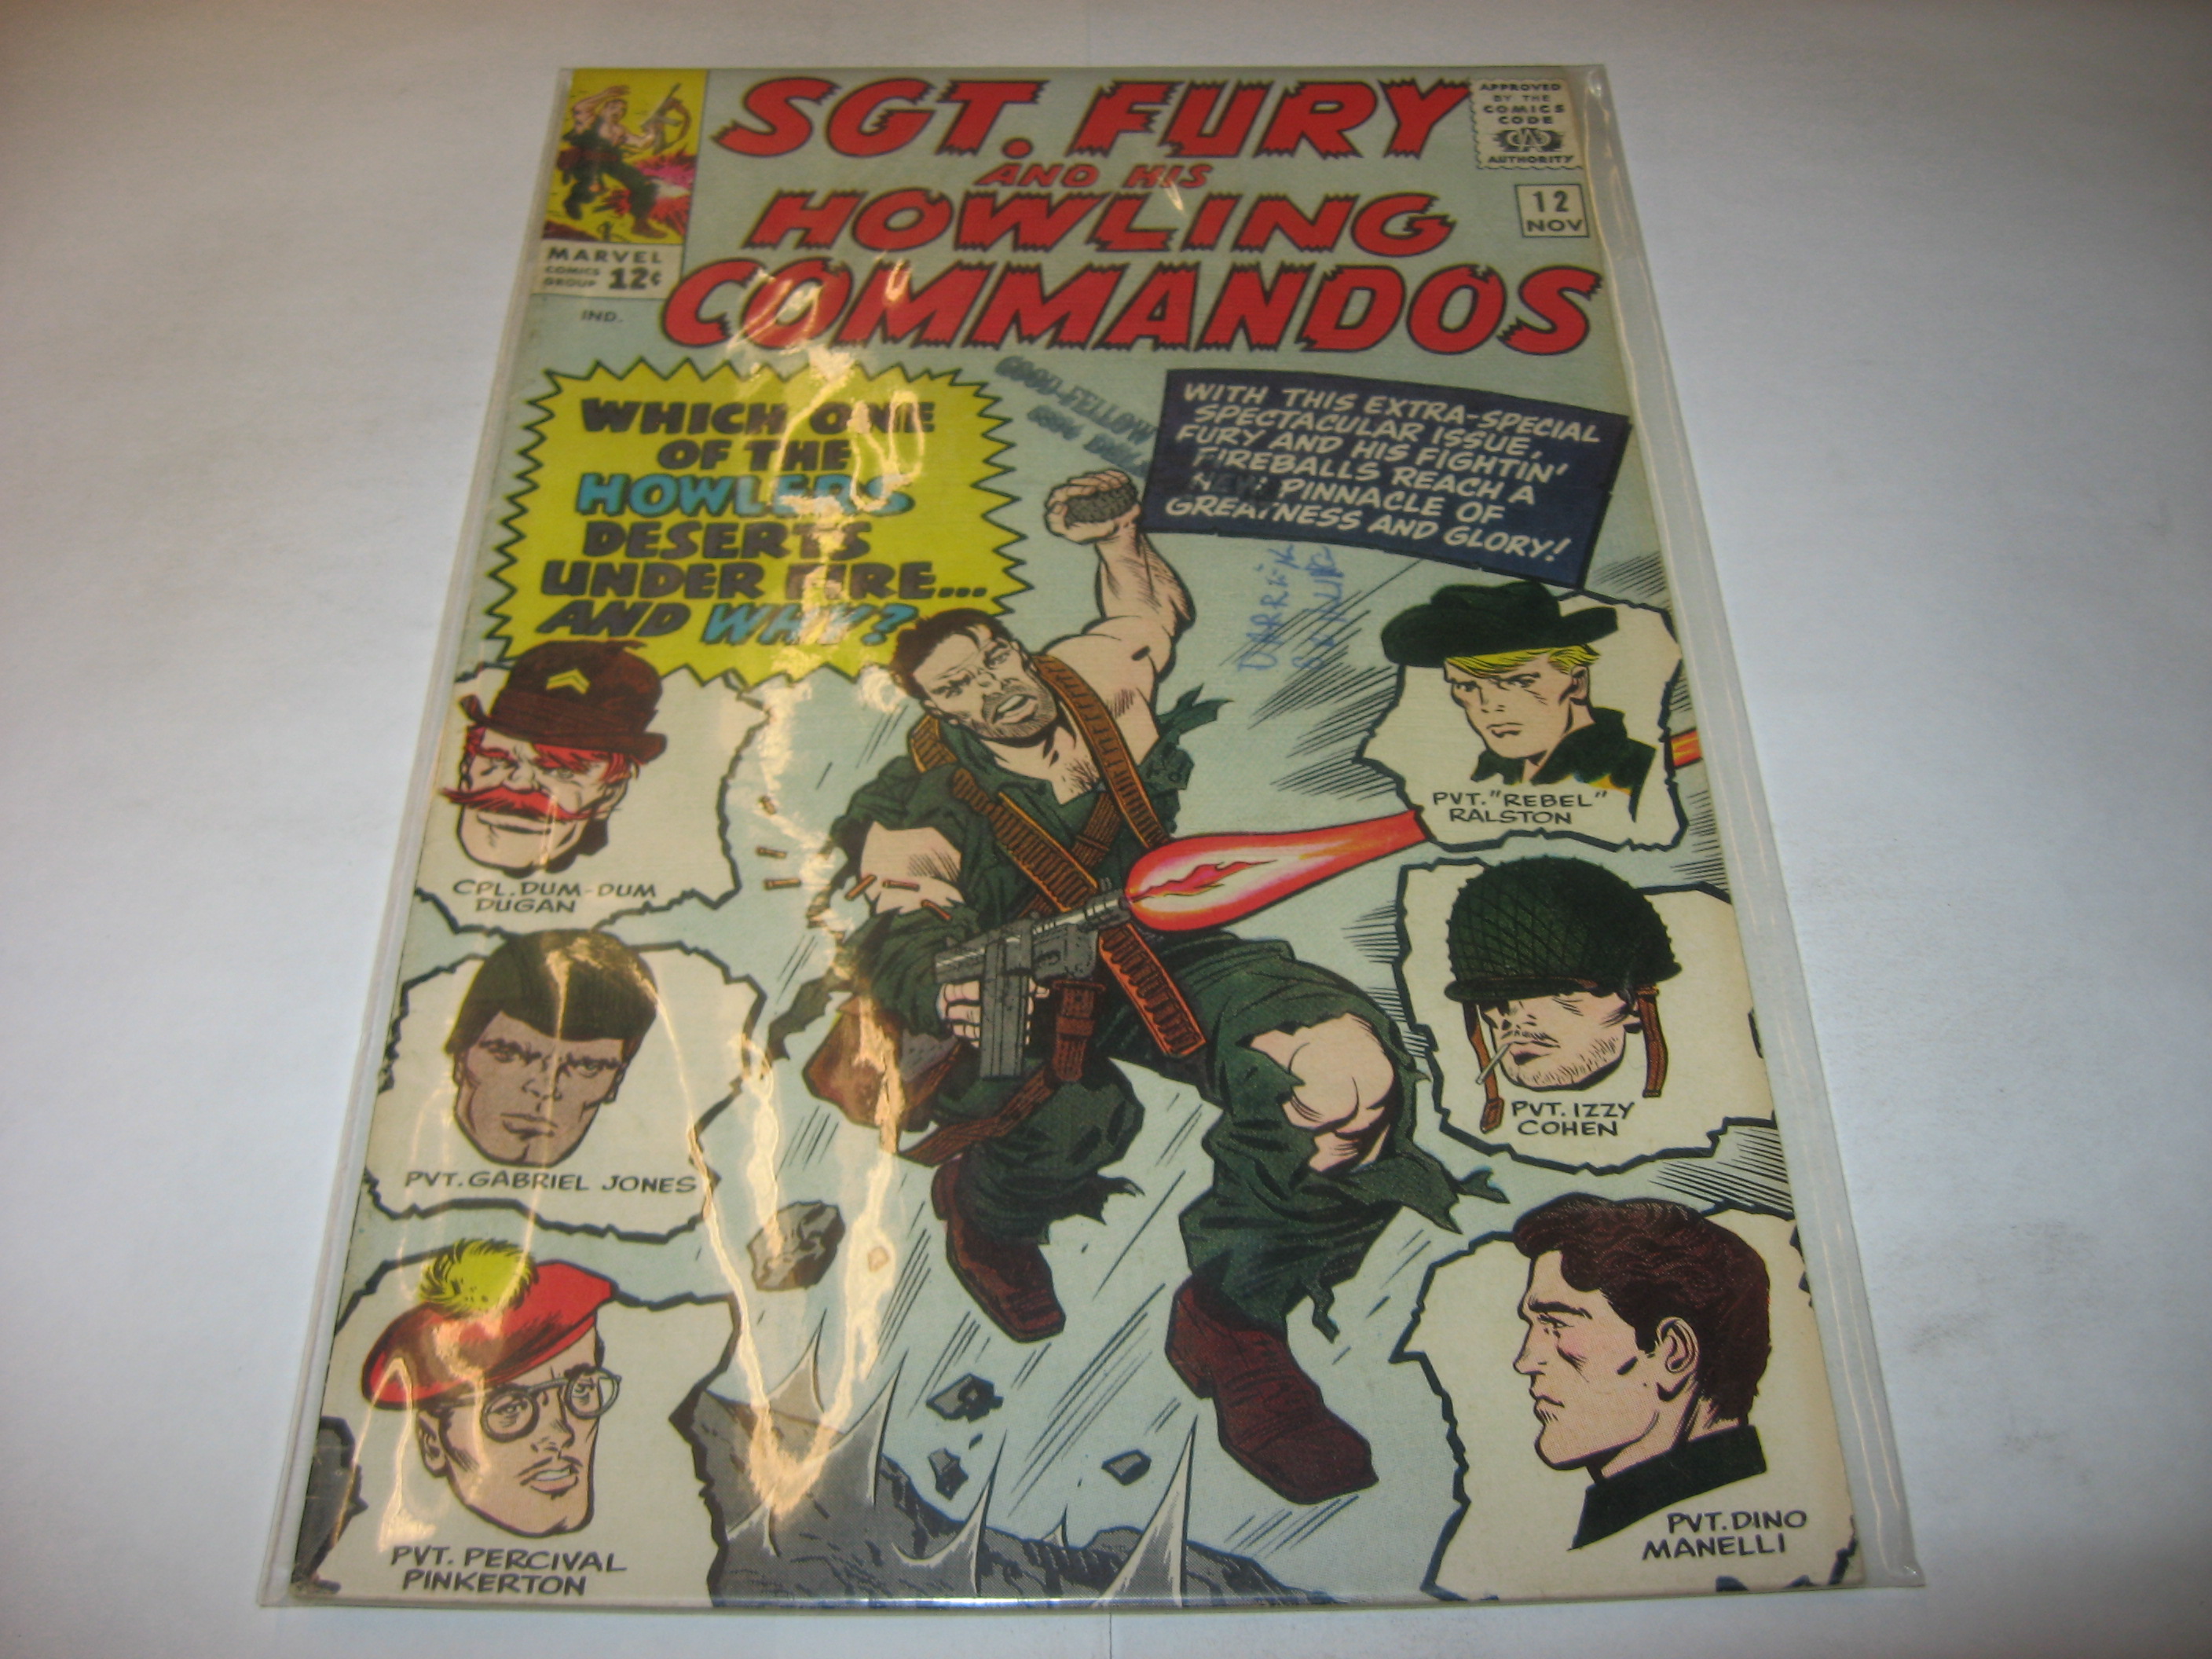 SGT. FURY
AND HIS
HOWLING
COMMANDOS
APPROVED
BY THE
COMICS
CODE
AUTHORITY
12
NOV
MARVEL
COMICS
GROUP 12¢
IND.
WHICH ONE
OF THE
HOWLERS
DESERTS
UNDER FIRE...
AND WHY?
GOOD-FELLOW
WITH THIS EXTRA-SPECIAL
SPECTACULAR ISSUE,
FURY AND HIS FIGHTIN'
FIREBALLS REACH A
NEW PINNACLE OF
GREATNESS AND GLORY!
CPL. DUM-DUM
DUGAN
PVT. "REBEL"
RALSTON
PVT. GABRIEL JONES
PVT. IZZY
COHEN
PVT. PERCIVAL
PINKERTON
PVT. DINO
MANELLI